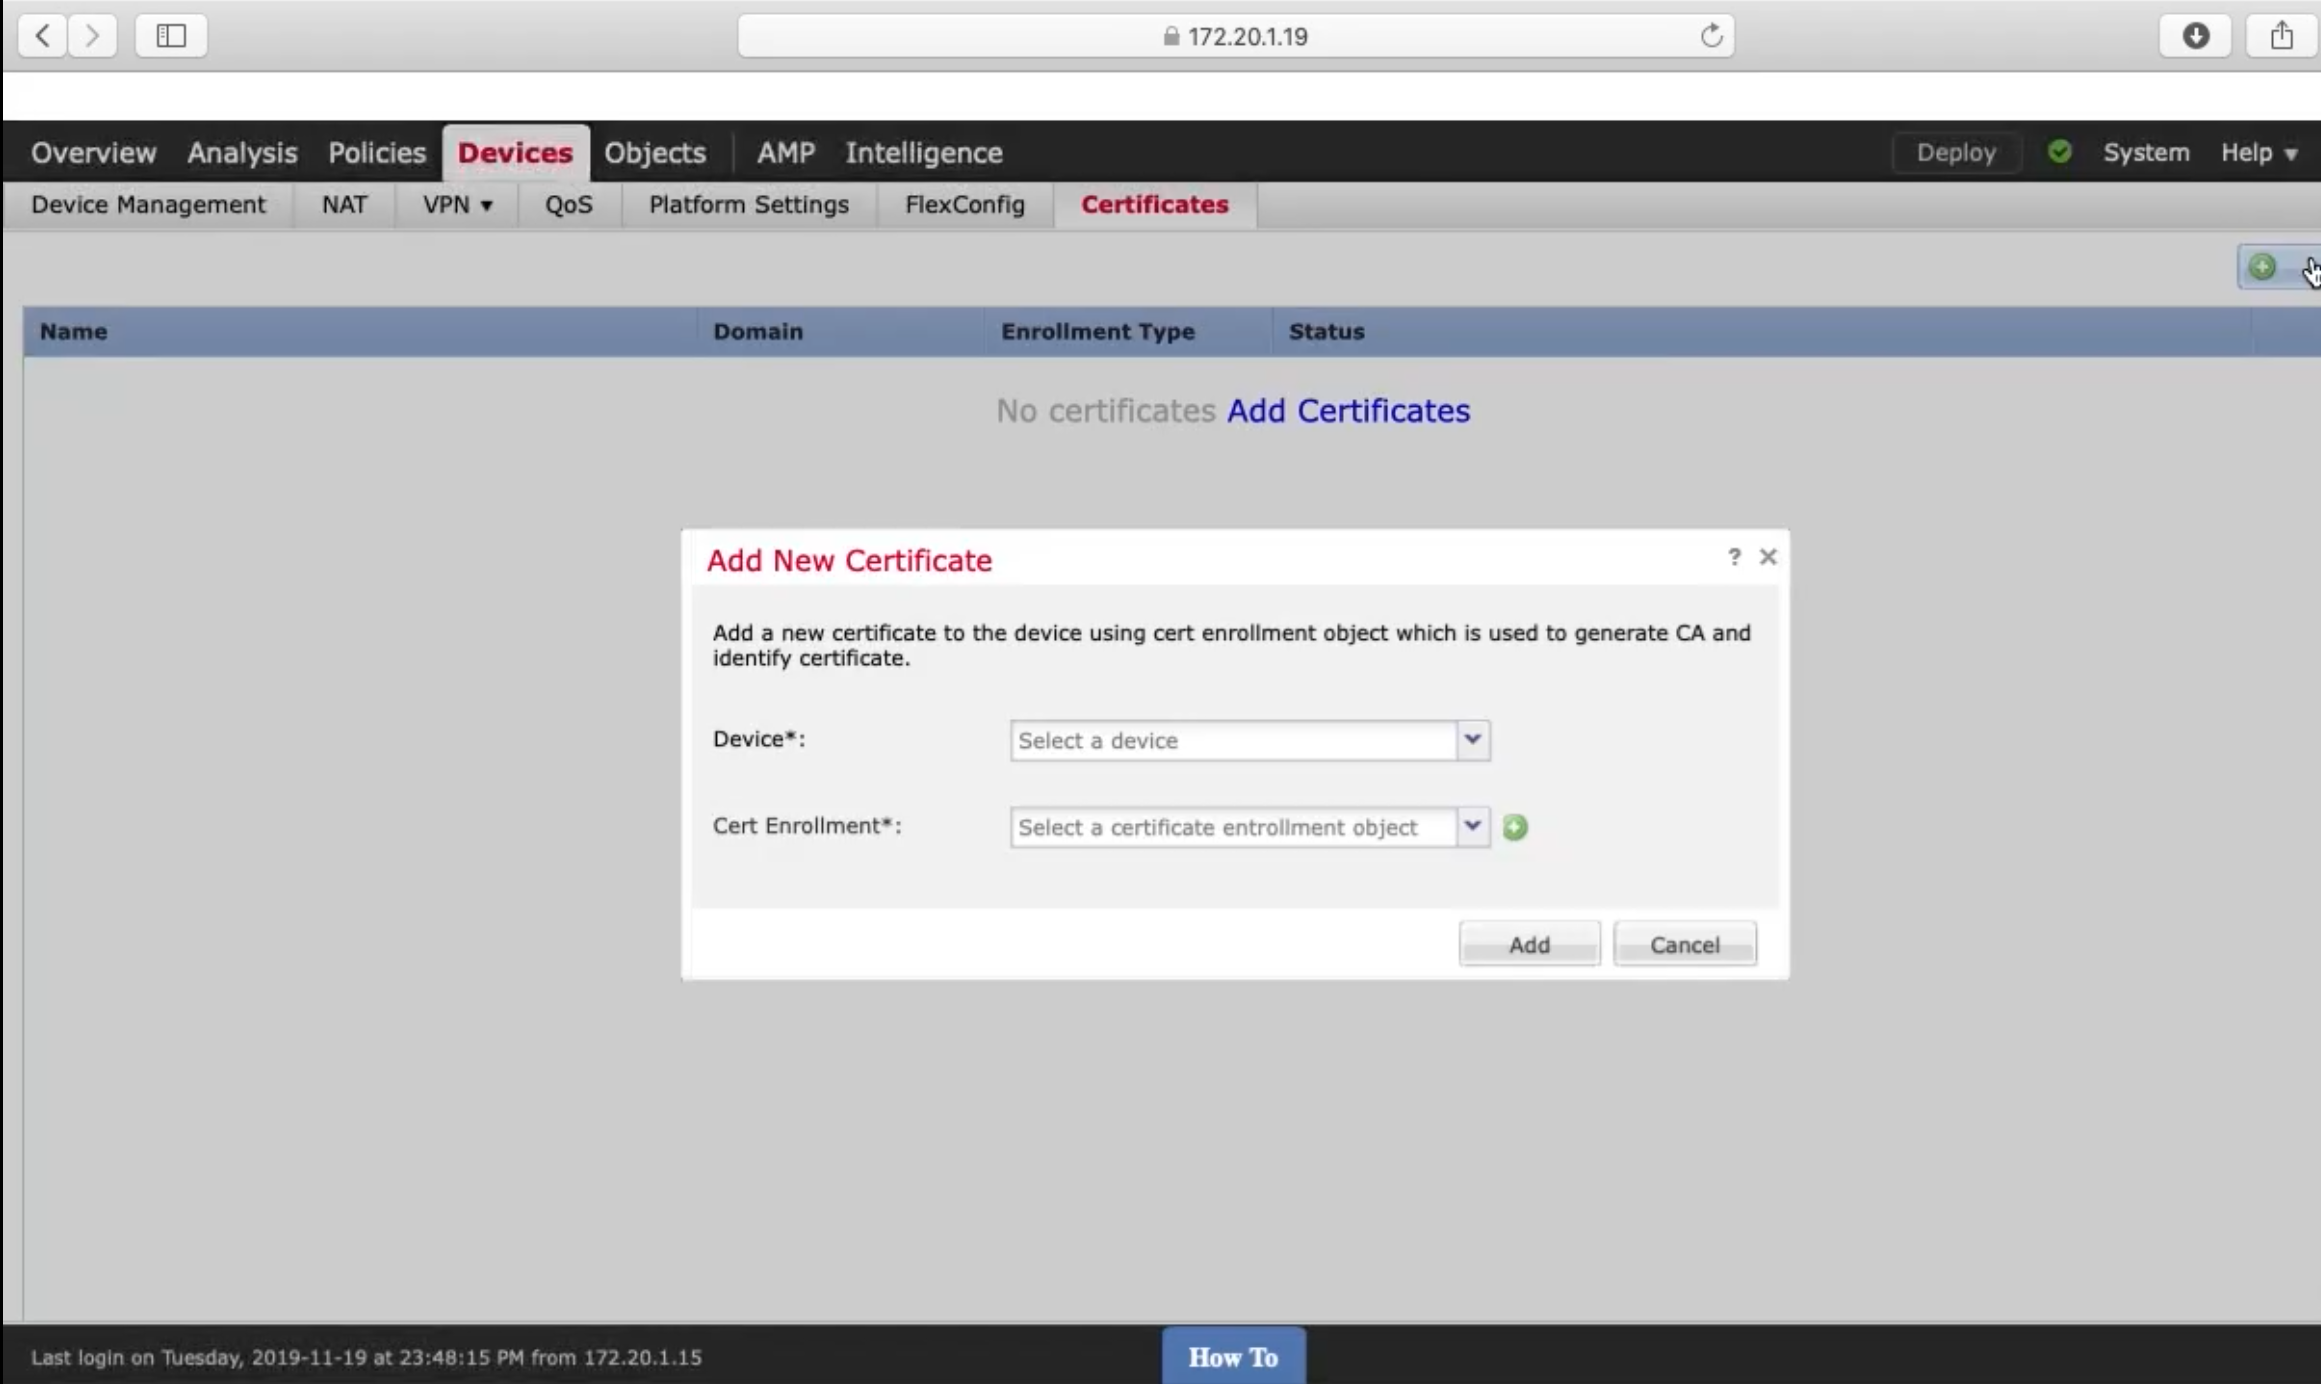 172.20.1.19
Overview Analysis Policies Devices Objects AMP Intelligence Deploy System Help
Device Management NAT VPN QoS Platform Settings FlexConfig Certificates
Name Domain Enrollment Type Status
No certificates Add Certificates
Add New Certificate ?
Add a new certificate to the device using cert enrollment object which is used to generate CA and
identify certificate.
Device*: Select a device
Cert Enrollment*: Select a certificate entrollment object
Add Cancel
Last login on Tuesday, 2019-11-19 at 23:48:15 PM from 172.20.1.15 How To